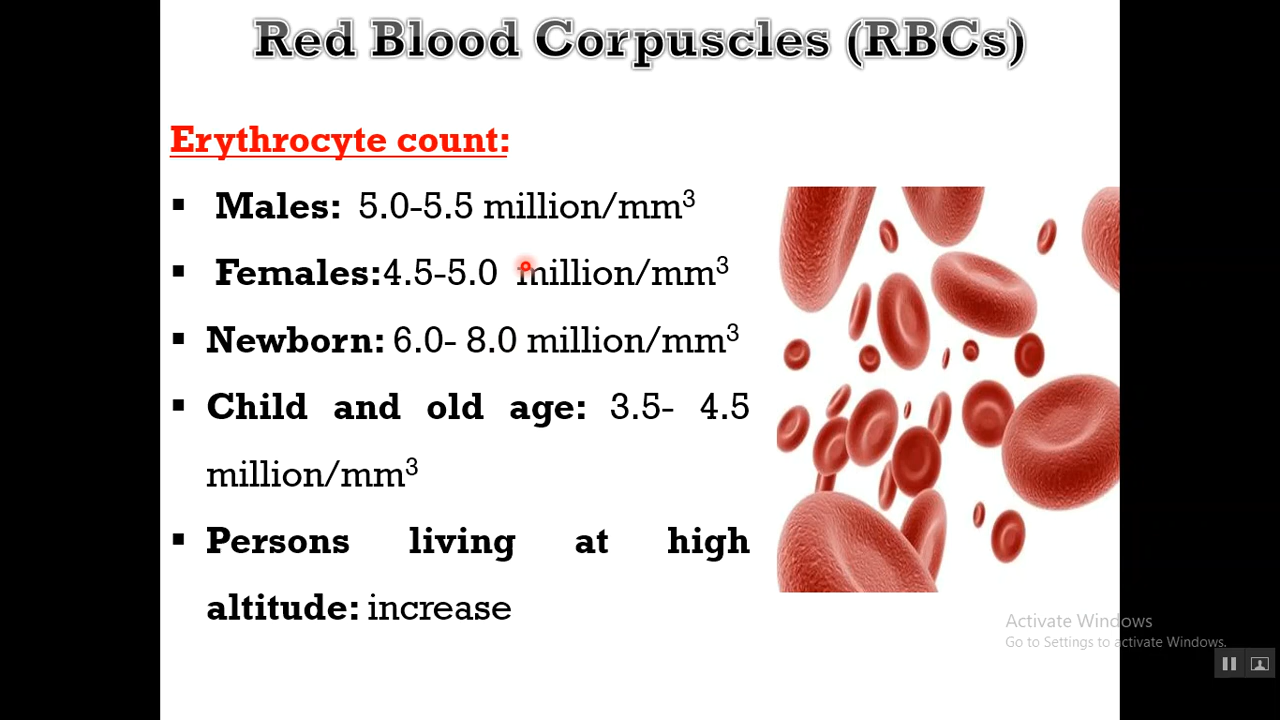 Red Blood Corpuscles (RBCs)
Erythrocyte count:
▪ Males: 5.0-5.5 million/mm³
▪ Females:4.5-5.0 million/mm³
▪ Newborn: 6.0- 8.0 million/mm³
▪ Child and old age: 3.5- 4.5
million/mm³
▪ Persons living at high
altitude: increase
Activate Windows
Go to Settings to activate Windows.